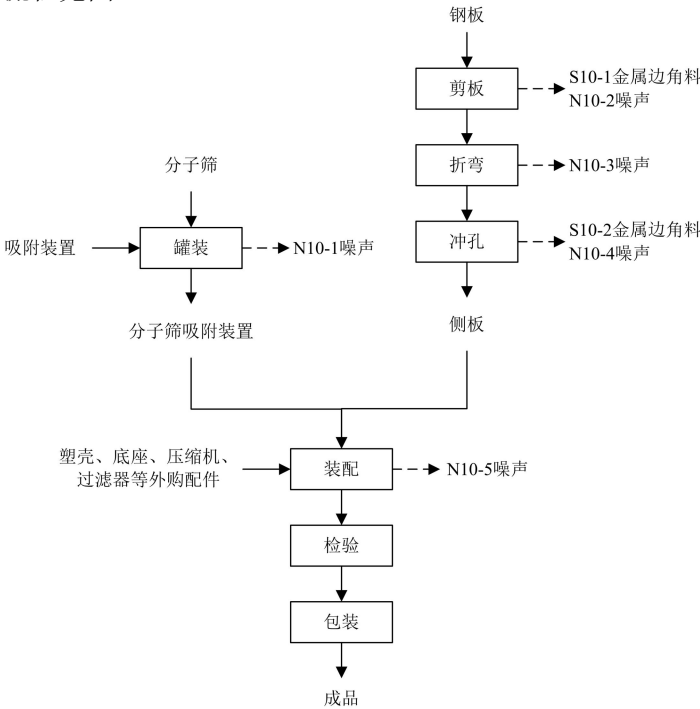 钢板
剪板
S10-1金属边角料
N10-2噪声
折弯
N10-3噪声
分子筛
吸附装置
罐装
N10-1噪声
冲孔
S10-2金属边角料
N10-4噪声
分子筛吸附装置
侧板
塑壳、底座、压缩机、
过滤器等外购配件
装配
N10-5噪声
检验
包装
成品